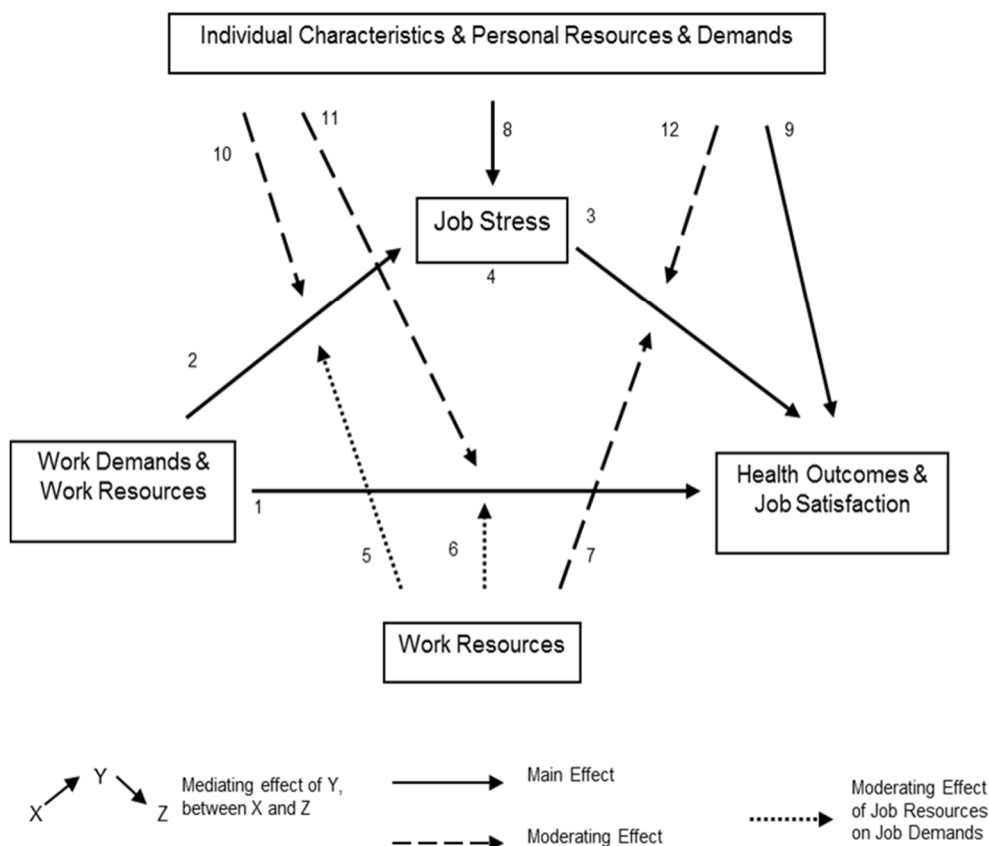 Individual Characteristics & Personal Resources & Demands
11
8
12
9
10
Job Stress
3
4
2
Work Demands &
Work Resources
Health Outcomes &
Job Satisfaction
1
5
6
7
Work Resources
X
Y
Z
Mediating effect of Y,
between X and Z
Main Effect
Moderating Effect
Moderating Effect
of Job Resources
on Job Demands